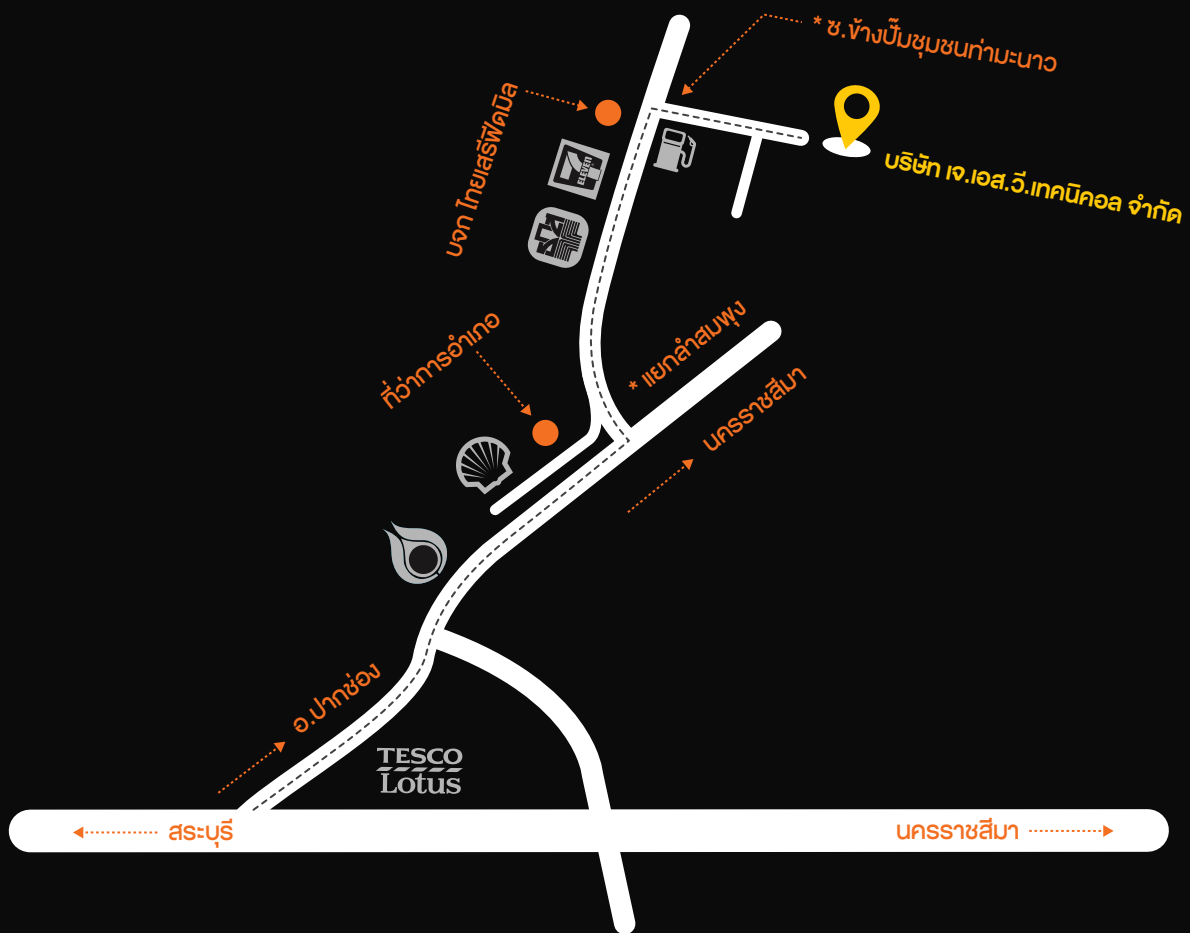 * ซ.ข้างปั๊มชุมชนท่ามะนาว
บจก ไทยเสรีฟีดมิล
7
ELEVEN
บริษัท เจ.เอส.วี.เทคนิคอล จำกัด
ที่ว่าการอำเภอ
* แยกลำสมพุง
นครราชสีมา
อ.ปากช่อง
TESCO
Lotus
สระบุรี
นครราชสีมา